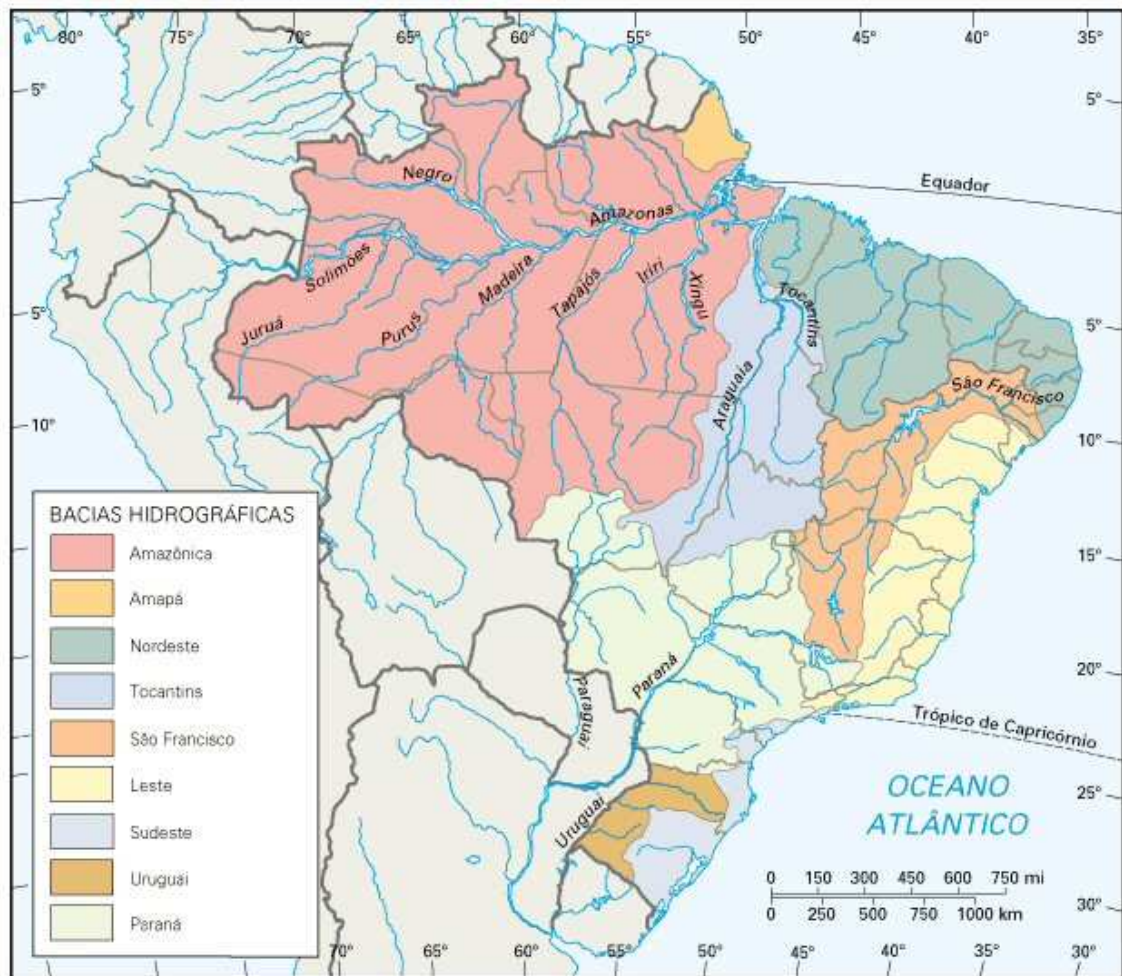 80° 75° 70° 65° 60° 55° 50° 45° 40° 35°
5° 5°
Equador
Negro
Amazonas
Solimões
Madeira
Tapajós
Iriri
Xingu
Tocantins
Juruá
Purus
5° 5°
Araguaia
São Francisco
10° 10°
BACIAS HIDROGRÁFICAS
Amazônica
Amapá
Nordeste
Tocantins
São Francisco
Leste
Sudeste
Uruguai
Paraná
15°
20°
Paraná
Paraguai
Trópico de Capricórnio
Uruguai
25°
OCEANO
ATLÂNTICO
0 150 300 450 600 750 mi
0 250 500 750 1000 km
30°
70° 65° 60° 55° 50° 45° 40° 35° 30°